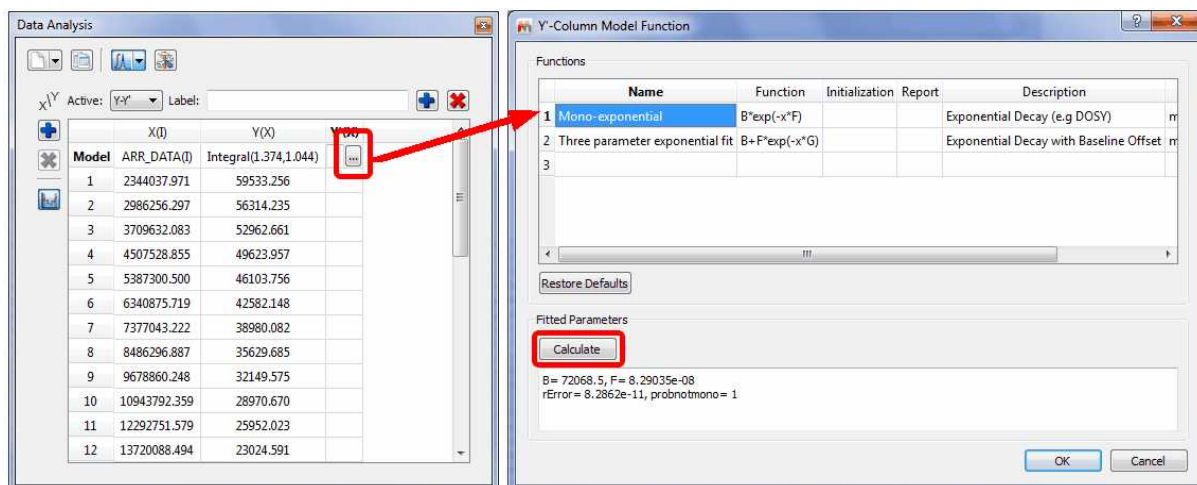 Data Analysis
X\Y Active: Y-Y' Label:
X(I) Y(X) Y'(X)
Model ARR_DATA(I) Integral(1.374,1.044) ...
1 2344037.971 59533.256
2 2986256.297 56314.235
3 3709632.083 52962.661
4 4507528.855 49623.957
5 5387300.500 46103.756
6 6340875.719 42582.148
7 7377043.222 38980.082
8 8486296.887 35629.685
9 9678860.248 32149.575
10 10943792.359 28970.670
11 12292751.579 25952.023
12 13720088.494 23024.591
Y'-Column Model Function
Functions
Name Function Initialization Report Description
1 Mono-exponential B*exp(-x*F) Exponential Decay (e.g DOSY) m
2 Three parameter exponential fit B+F*exp(-x*G) Exponential Decay with Baseline Offset m
3
Restore Defaults
Fitted Parameters
Calculate
B= 72068.5, F= 8.29035e-08
rError= 8.2862e-11, probnotmono= 1
OK Cancel